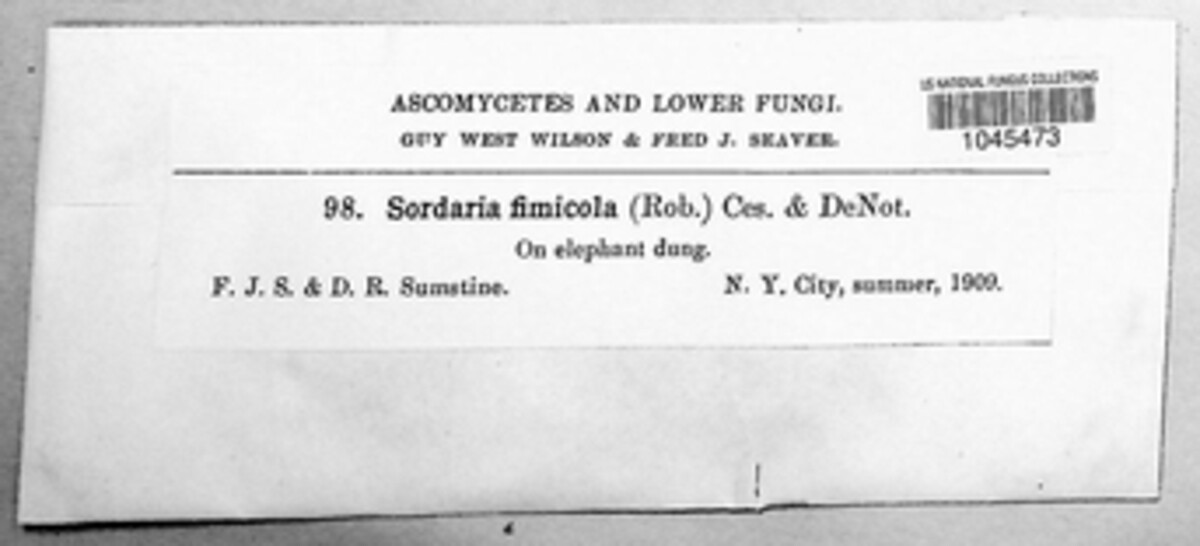 US NATIONAL FUNGUS COLLECTIONS
1045473
ASCOMYCETES AND LOWER FUNGI.
GUY WEST WILSON & FRED J. SEAVER.
98. Sordaria fimicola (Rob.) Ces. & DeNot.
On elephant dung.
F. J. S. & D. R. Sumstine. N. Y. City, summer, 1909.